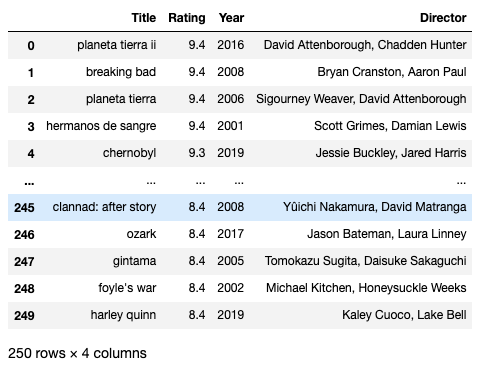 Title Rating Year Director
0 planeta tierra ii 9.4 2016 David Attenborough, Chadden Hunter
1 breaking bad 9.4 2008 Bryan Cranston, Aaron Paul
2 planeta tierra 9.4 2006 Sigourney Weaver, David Attenborough
3 hermanos de sangre 9.4 2001 Scott Grimes, Damian Lewis
4 chernobyl 9.3 2019 Jessie Buckley, Jared Harris
... ... ... ... ...
245 clannad: after story 8.4 2008 Yûichi Nakamura, David Matranga
246 ozark 8.4 2017 Jason Bateman, Laura Linney
247 gintama 8.4 2005 Tomokazu Sugita, Daisuke Sakaguchi
248 foyle's war 8.4 2002 Michael Kitchen, Honeysuckle Weeks
249 harley quinn 8.4 2019 Kaley Cuoco, Lake Bell
250 rows × 4 columns